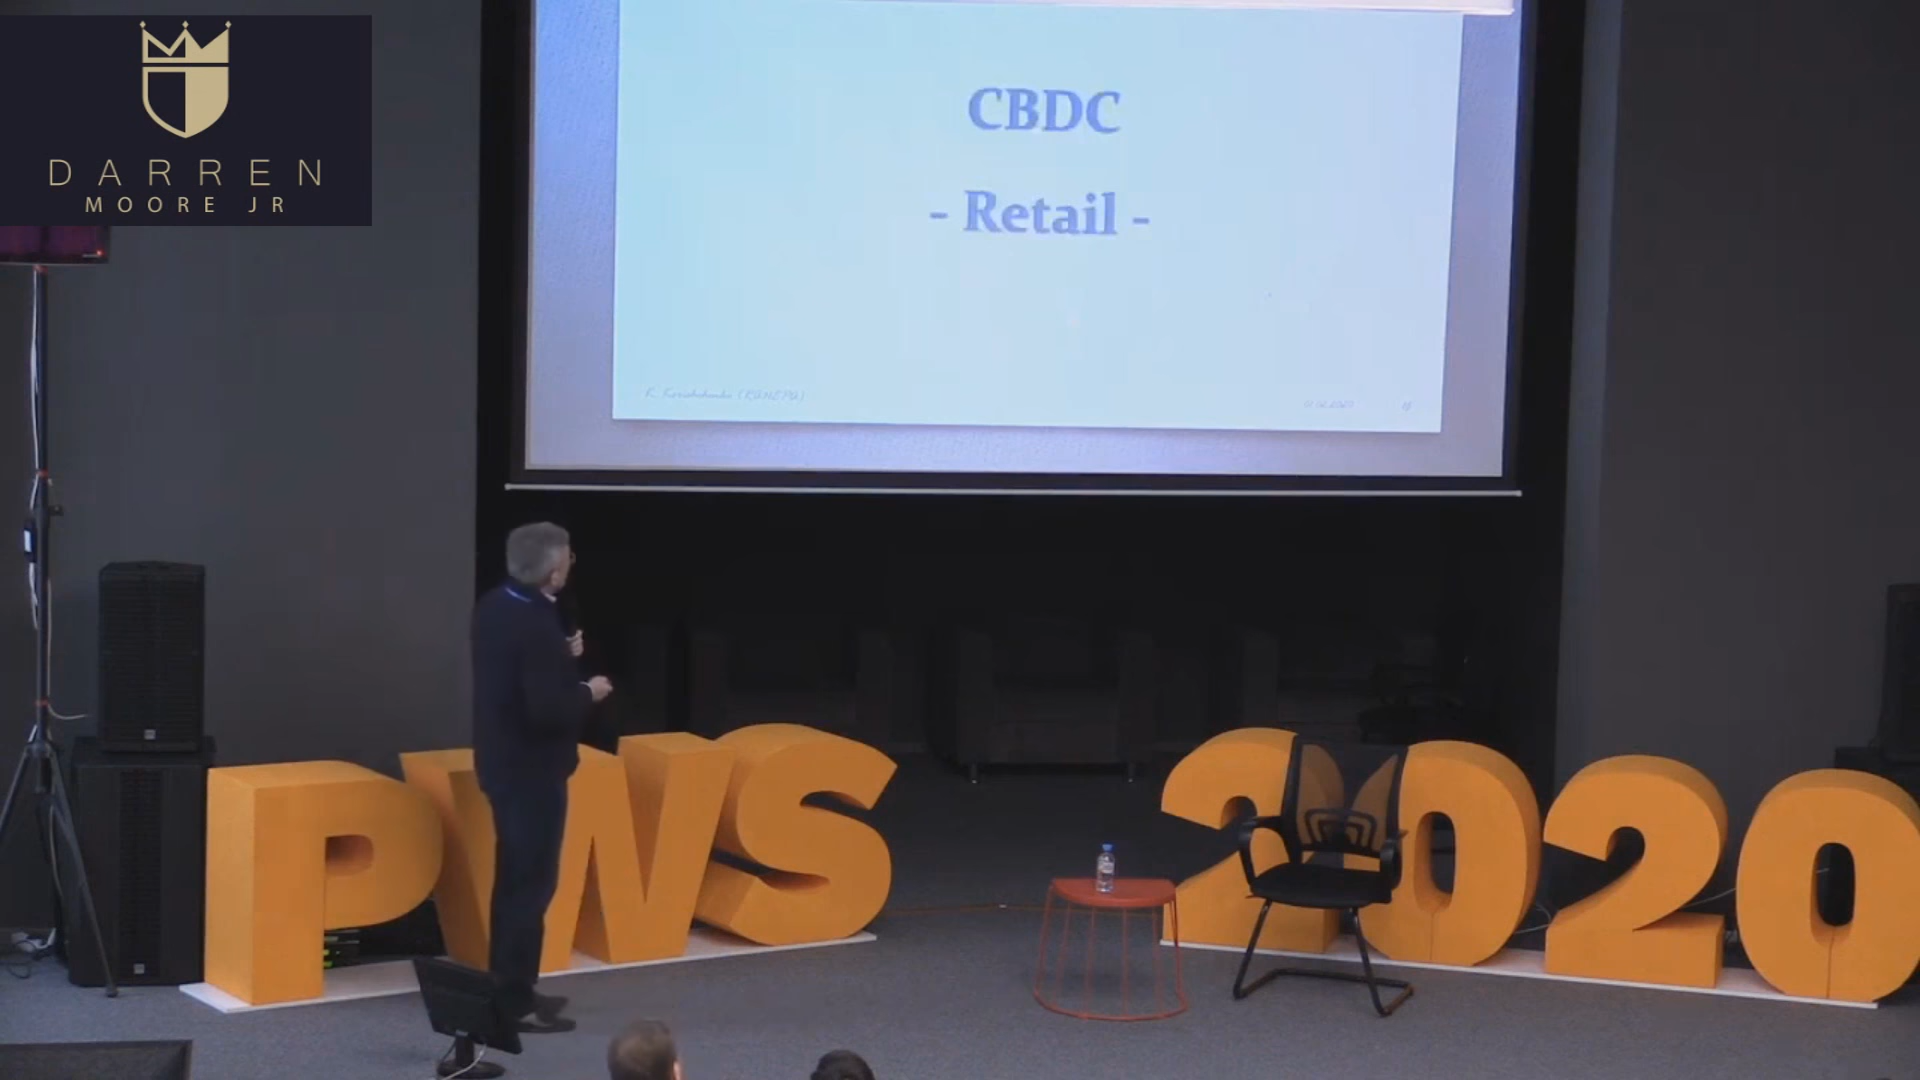 DARREN
MOORE JR
CBDC
- Retail -
PWS
2020